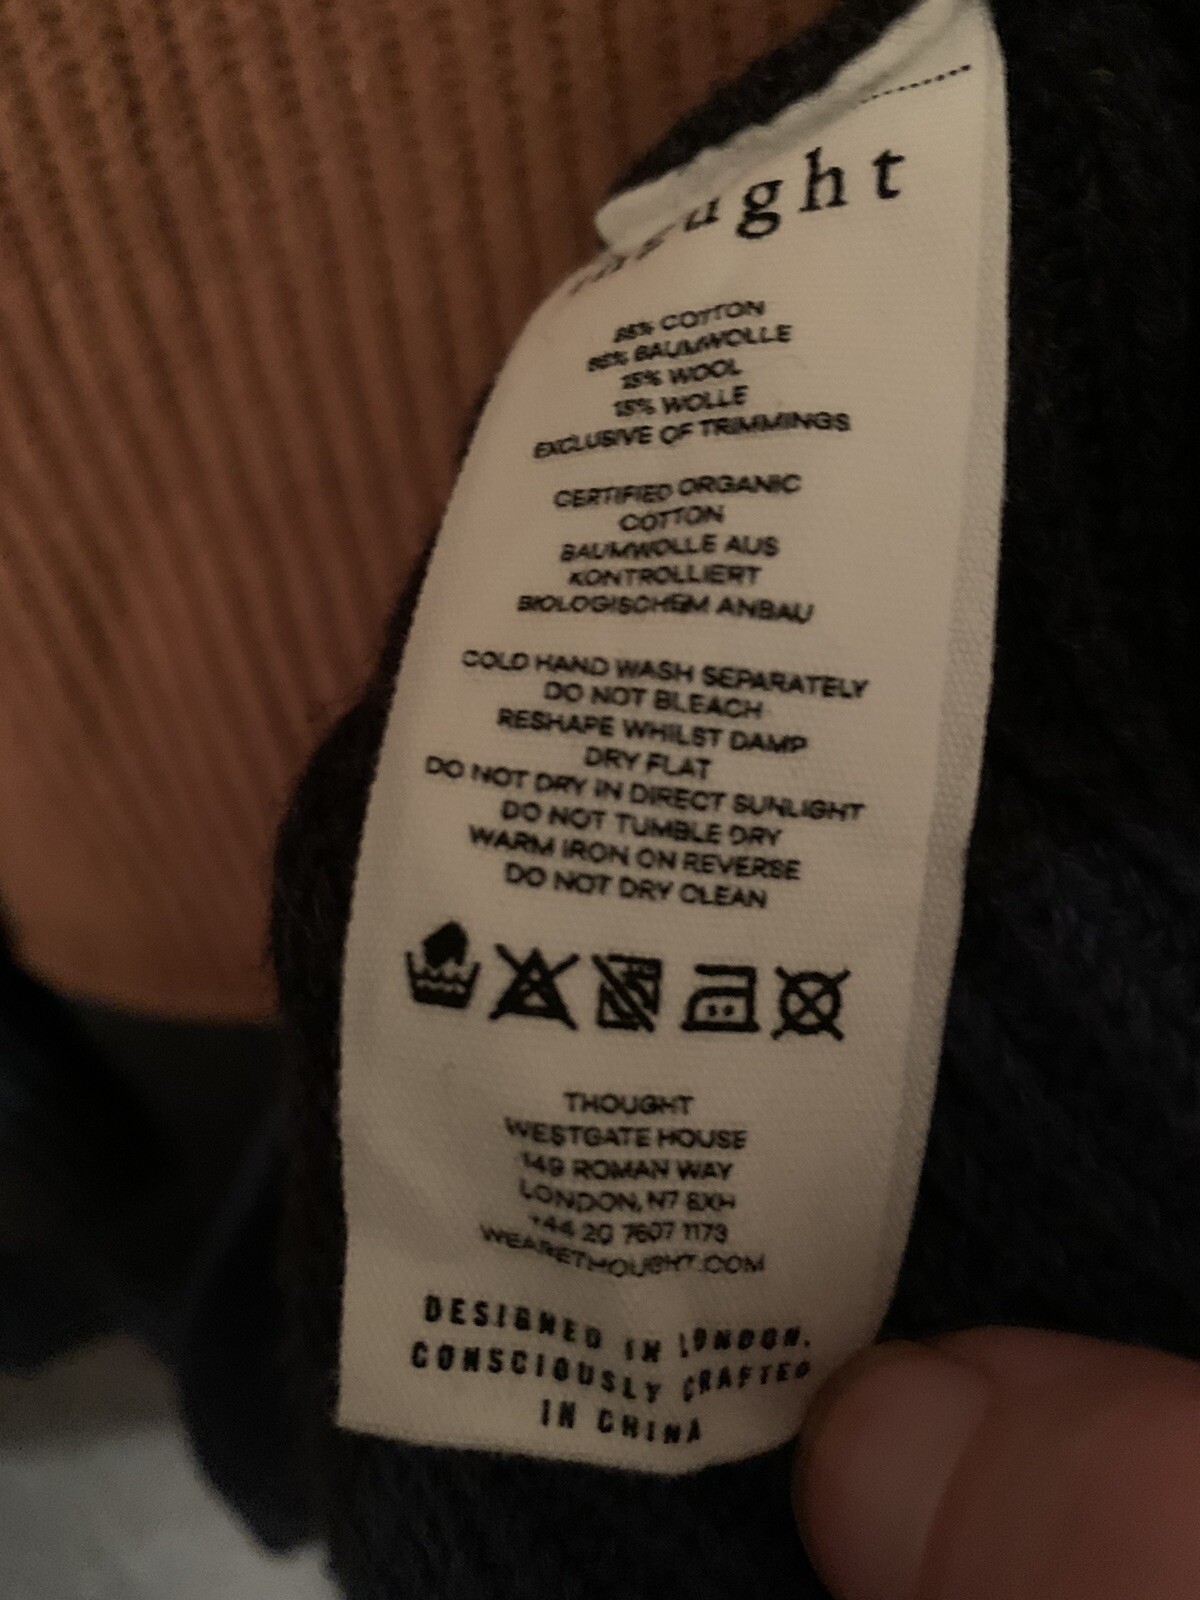 thought
85% COTTON
85% BAUMWOLLE
15% WOOL
15% WOLLE
EXCLUSIVE OF TRIMMINGS
CERTIFIED ORGANIC
COTTON
BAUMWOLLE AUS
KONTROLLIERT
BIOLOGISCHEM ANBAU
COLD HAND WASH SEPARATELY
DO NOT BLEACH
RESHAPE WHILST DAMP
DRY FLAT
DO NOT DRY IN DIRECT SUNLIGHT
DO NOT TUMBLE DRY
WARM IRON ON REVERSE
DO NOT DRY CLEAN
THOUGHT
WESTGATE HOUSE
149 ROMAN WAY
LONDON, N7 8XH
+44 20 7607 1173
WEARETHOUGHT.COM
DESIGNED IN LONDON.
CONSCIOUSLY CRAFTED
IN CHINA